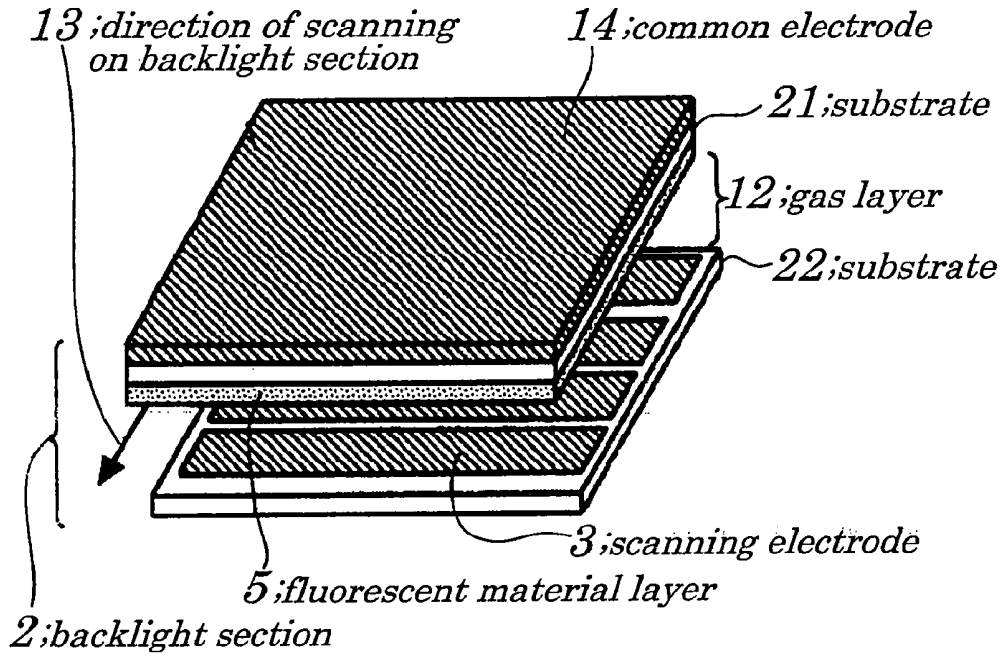 13;direction of scanning
on backlight section
14;common electrode
21;substrate
12;gas layer
22;substrate
3;scanning electrode
5;fluorescent material layer
2;backlight section